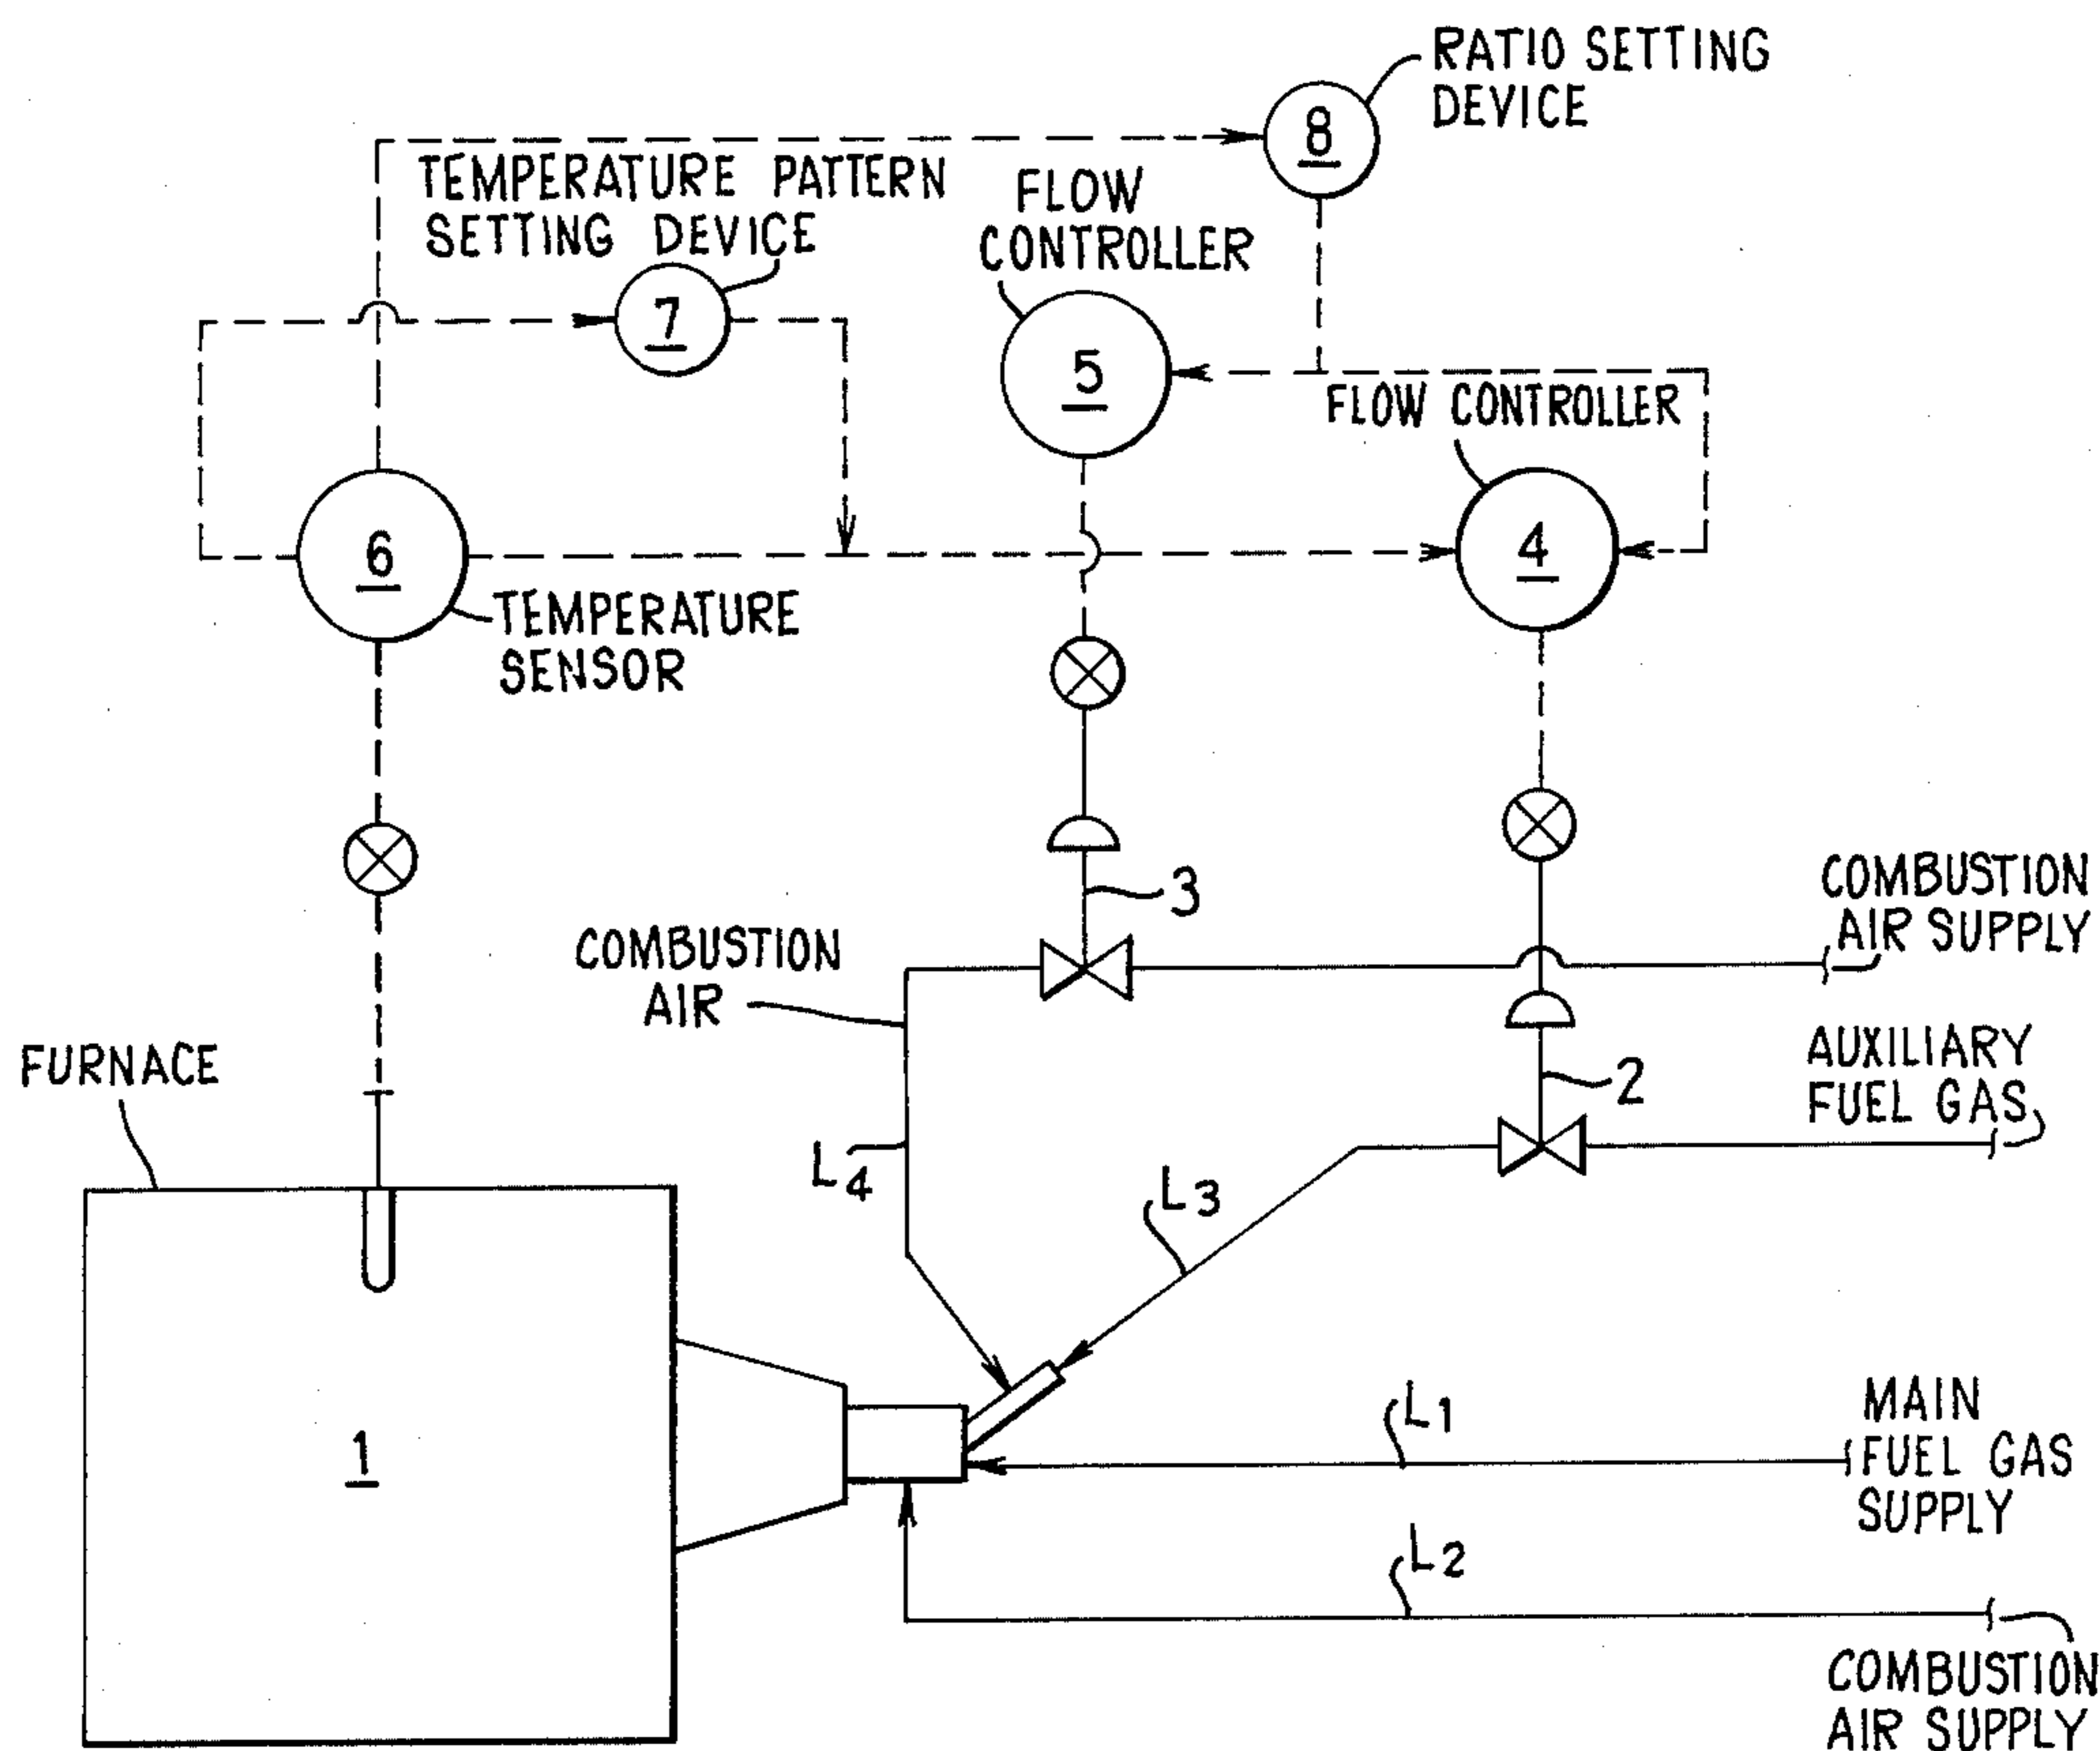 RATIO SETTING
DEVICE
8
TEMPERATURE PATTERN
SETTING DEVICE
7
FLOW
CONTROLLER
5
FLOW CONTROLLER
4
6
TEMPERATURE
SENSOR
3
COMBUSTION
AIR SUPPLY
COMBUSTION
AIR
FURNACE
AUXILIARY
FUEL GAS
2
L4
L3
1
L1
MAIN
FUEL GAS
SUPPLY
L2
COMBUSTION
AIR SUPPLY